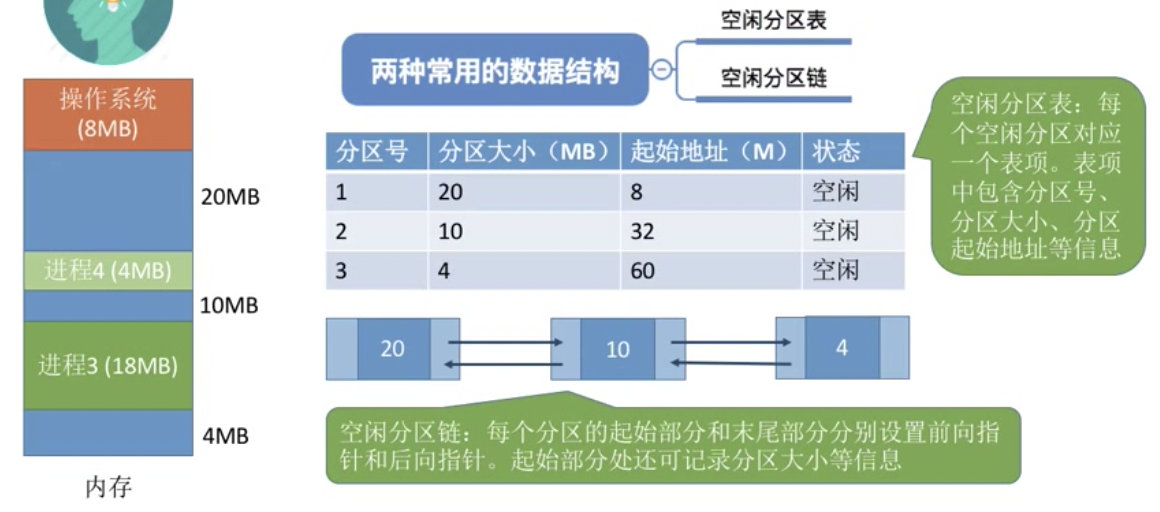 空闲分区表
两种常用的数据结构
空闲分区链
操作系统
(8MB)
20MB
进程4 (4MB)
10MB
进程3 (18MB)
4MB
内存
分区号 分区大小（MB） 起始地址（M） 状态
1 20 8 空闲
2 10 32 空闲
3 4 60 空闲
空闲分区表：每
个空闲分区对应
一个表项。表项
中包含分区号、
分区大小、分区
起始地址等信息
20 10 4
空闲分区链：每个分区的起始部分和末尾部分分别设置前向指
针和后向指针。起始部分处还可记录分区大小等信息